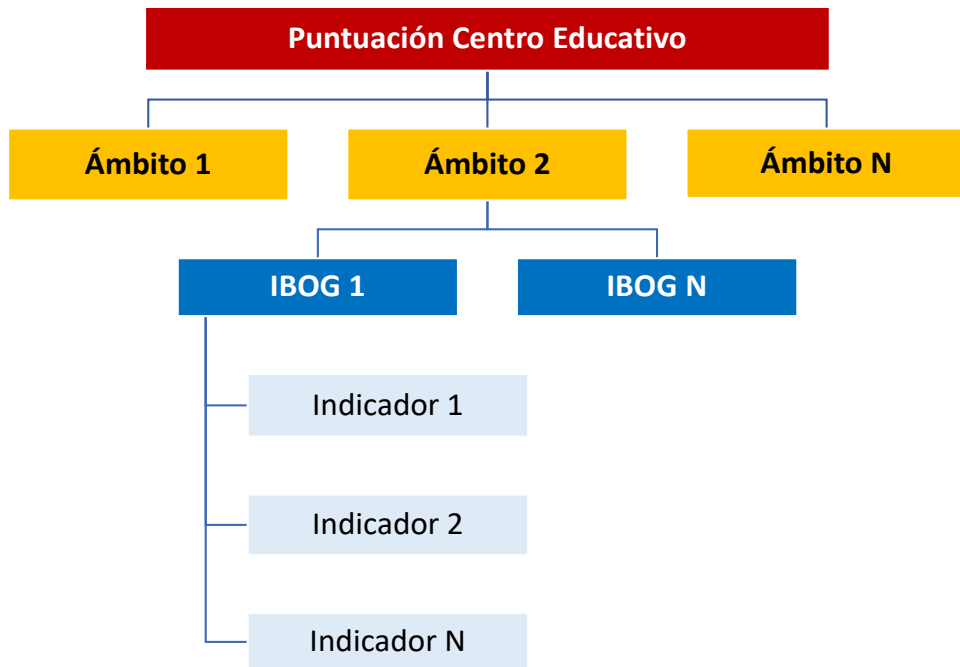 Puntuación Centro Educativo
Ámbito 1
Ámbito 2
Ámbito N
IBOG 1
IBOG N
Indicador 1
Indicador 2
Indicador N